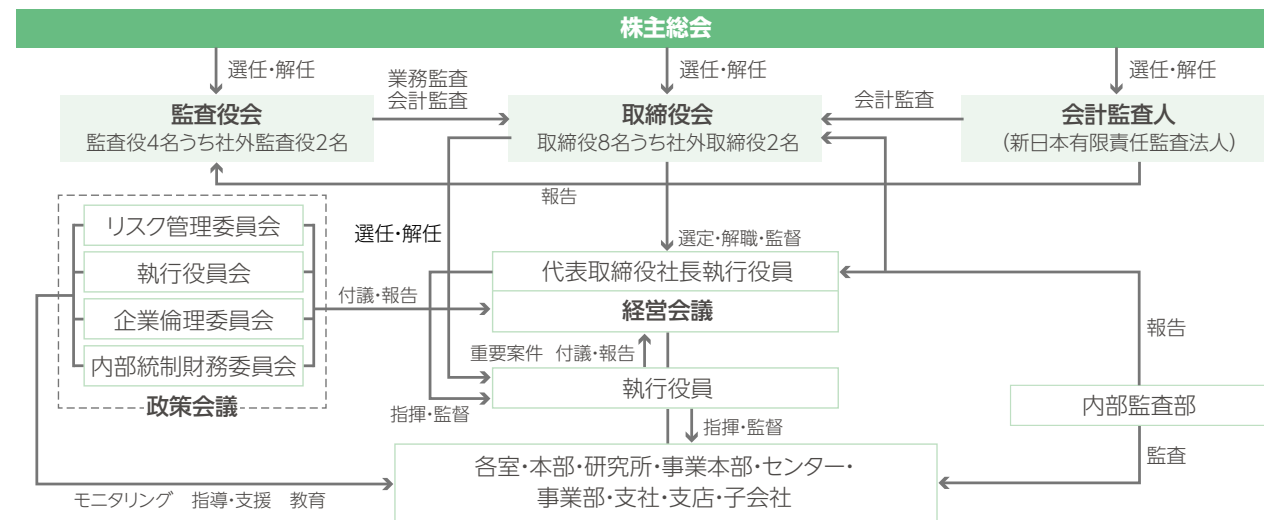 株主総会
選任・解任
業務監査
会計監査
選任・解任
選任・解任
監査役会
監査役4名うち社外監査役2名
取締役会
取締役8名うち社外取締役2名
会計監査
会計監査人
(新日本有限責任監査法人)
報告
リスク管理委員会
執行役員会
企業倫理委員会
内部統制財務委員会
政策会議
選任・解任
付議・報告
選定・解職・監督
代表取締役社長執行役員
経営会議
重要案件 付議・報告
執行役員
指揮・監督
指揮・監督
報告
内部監査部
監査
各室・本部・研究所・事業本部・センター・
事業部・支社・支店・子会社
モニタリング 指導・支援 教育